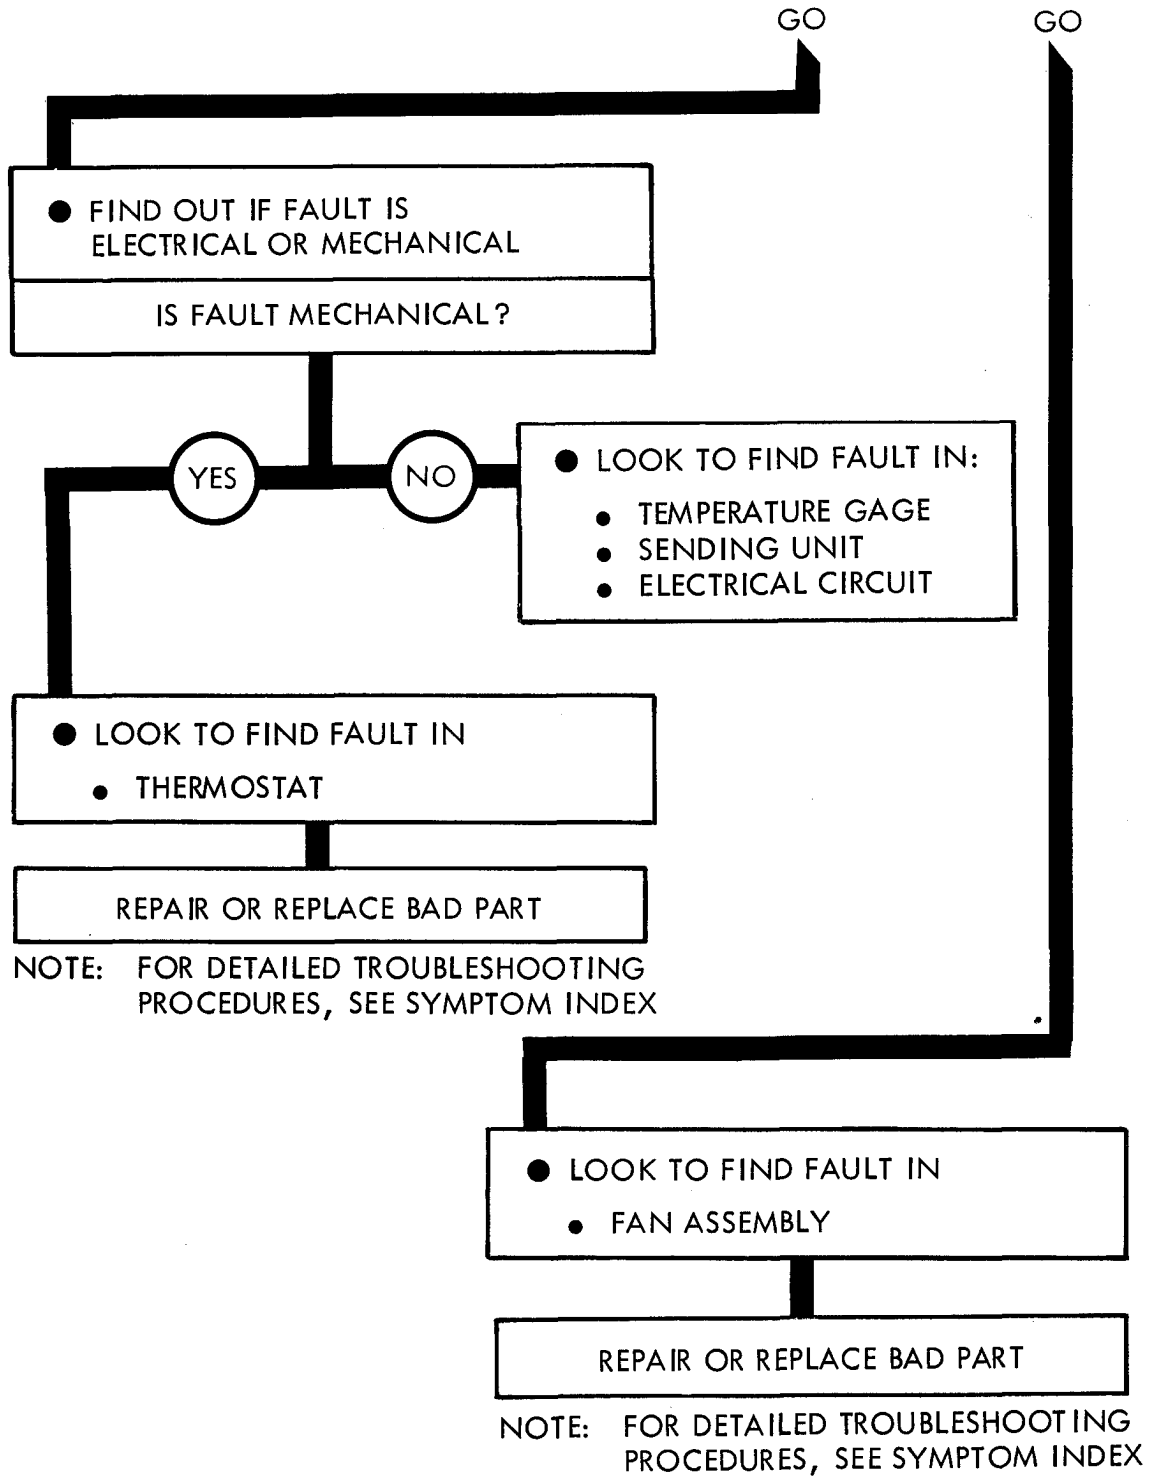 GO
GO
● FIND OUT IF FAULT IS
ELECTRICAL OR MECHANICAL
IS FAULT MECHANICAL?
YES
NO
● LOOK TO FIND FAULT IN:
● TEMPERATURE GAGE
● SENDING UNIT
● ELECTRICAL CIRCUIT
● LOOK TO FIND FAULT IN
● THERMOSTAT
REPAIR OR REPLACE BAD PART
NOTE: FOR DETAILED TROUBLESHOOTING
PROCEDURES, SEE SYMPTOM INDEX
● LOOK TO FIND FAULT IN
● FAN ASSEMBLY
REPAIR OR REPLACE BAD PART
NOTE: FOR DETAILED TROUBLESHOOTING
PROCEDURES, SEE SYMPTOM INDEX